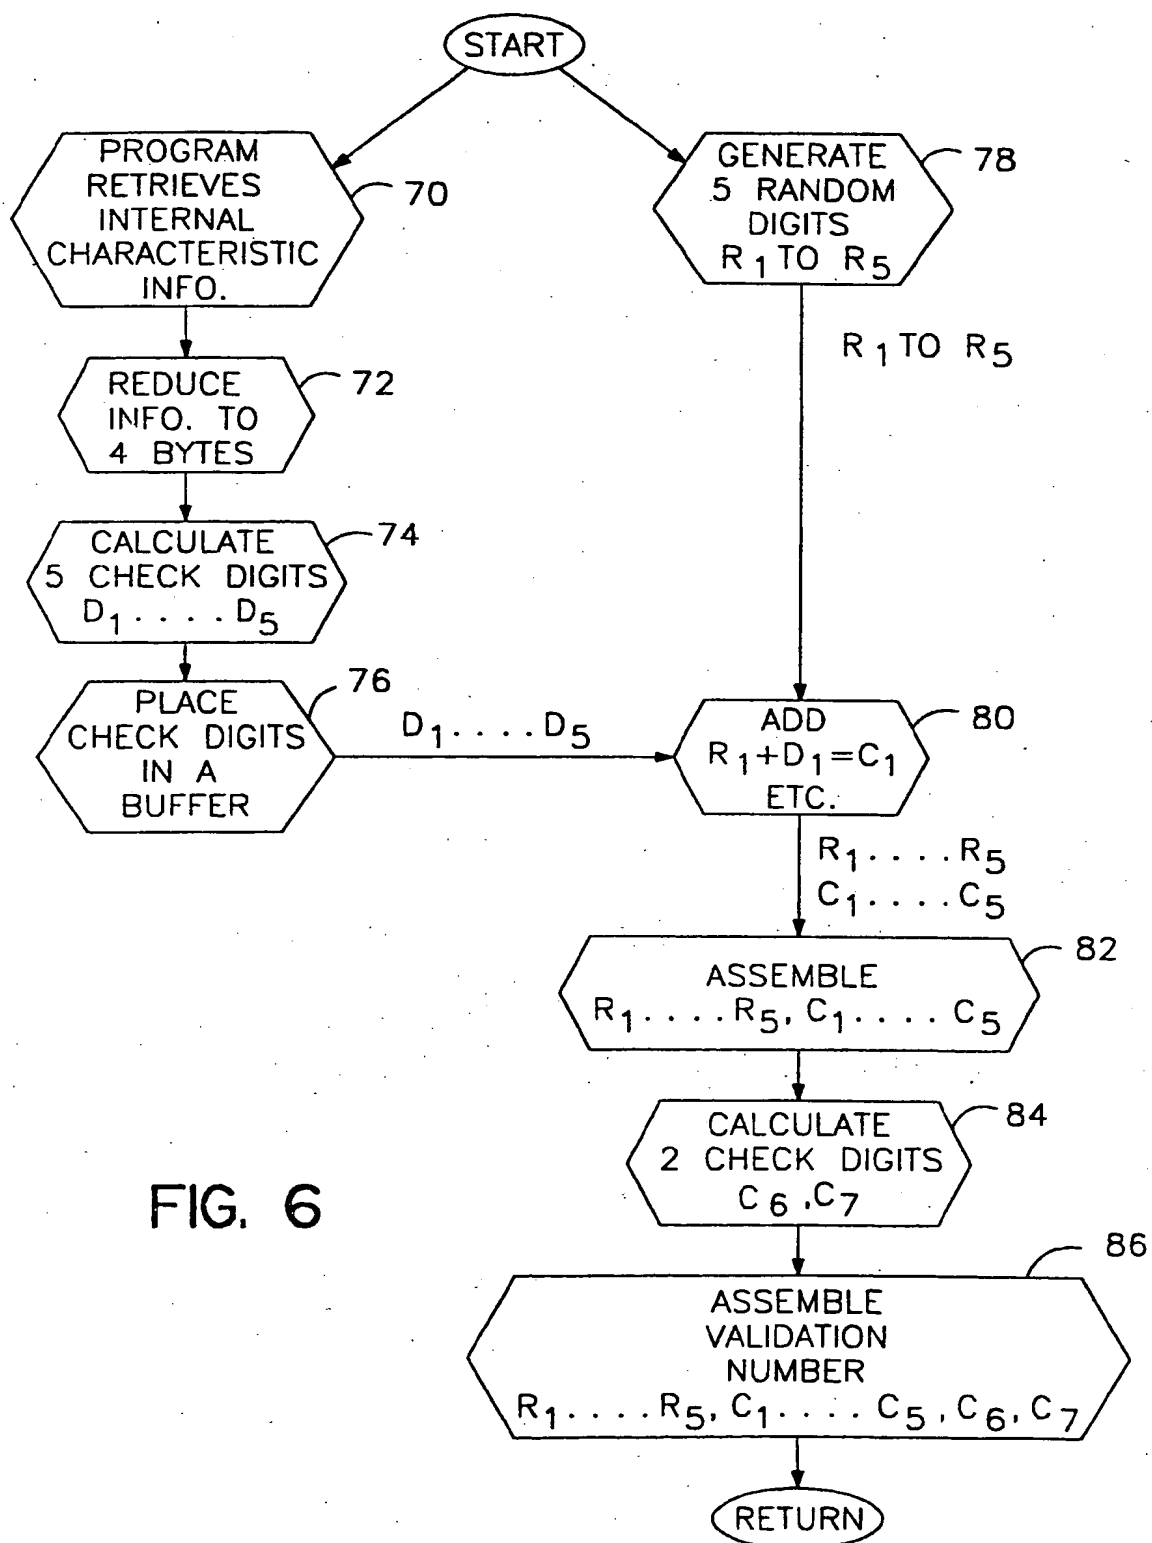 START
PROGRAM
RETRIEVES
INTERNAL
CHARACTERISTIC
INFO.
70
GENERATE
5 RANDOM
DIGITS
R1 TO R5
78
R1 TO R5
REDUCE
INFO. TO
4 BYTES
72
CALCULATE
5 CHECK DIGITS
D1....D5
74
PLACE
CHECK DIGITS
IN A
BUFFER
76
D1....D5
ADD
R1+D1=C1
ETC.
80
R1....R5
C1....C5
ASSEMBLE
R1....R5, C1....C5
82
CALCULATE
2 CHECK DIGITS
C6,C7
84
FIG. 6
ASSEMBLE
VALIDATION
NUMBER
R1....R5, C1....C5, C6, C7
86
RETURN